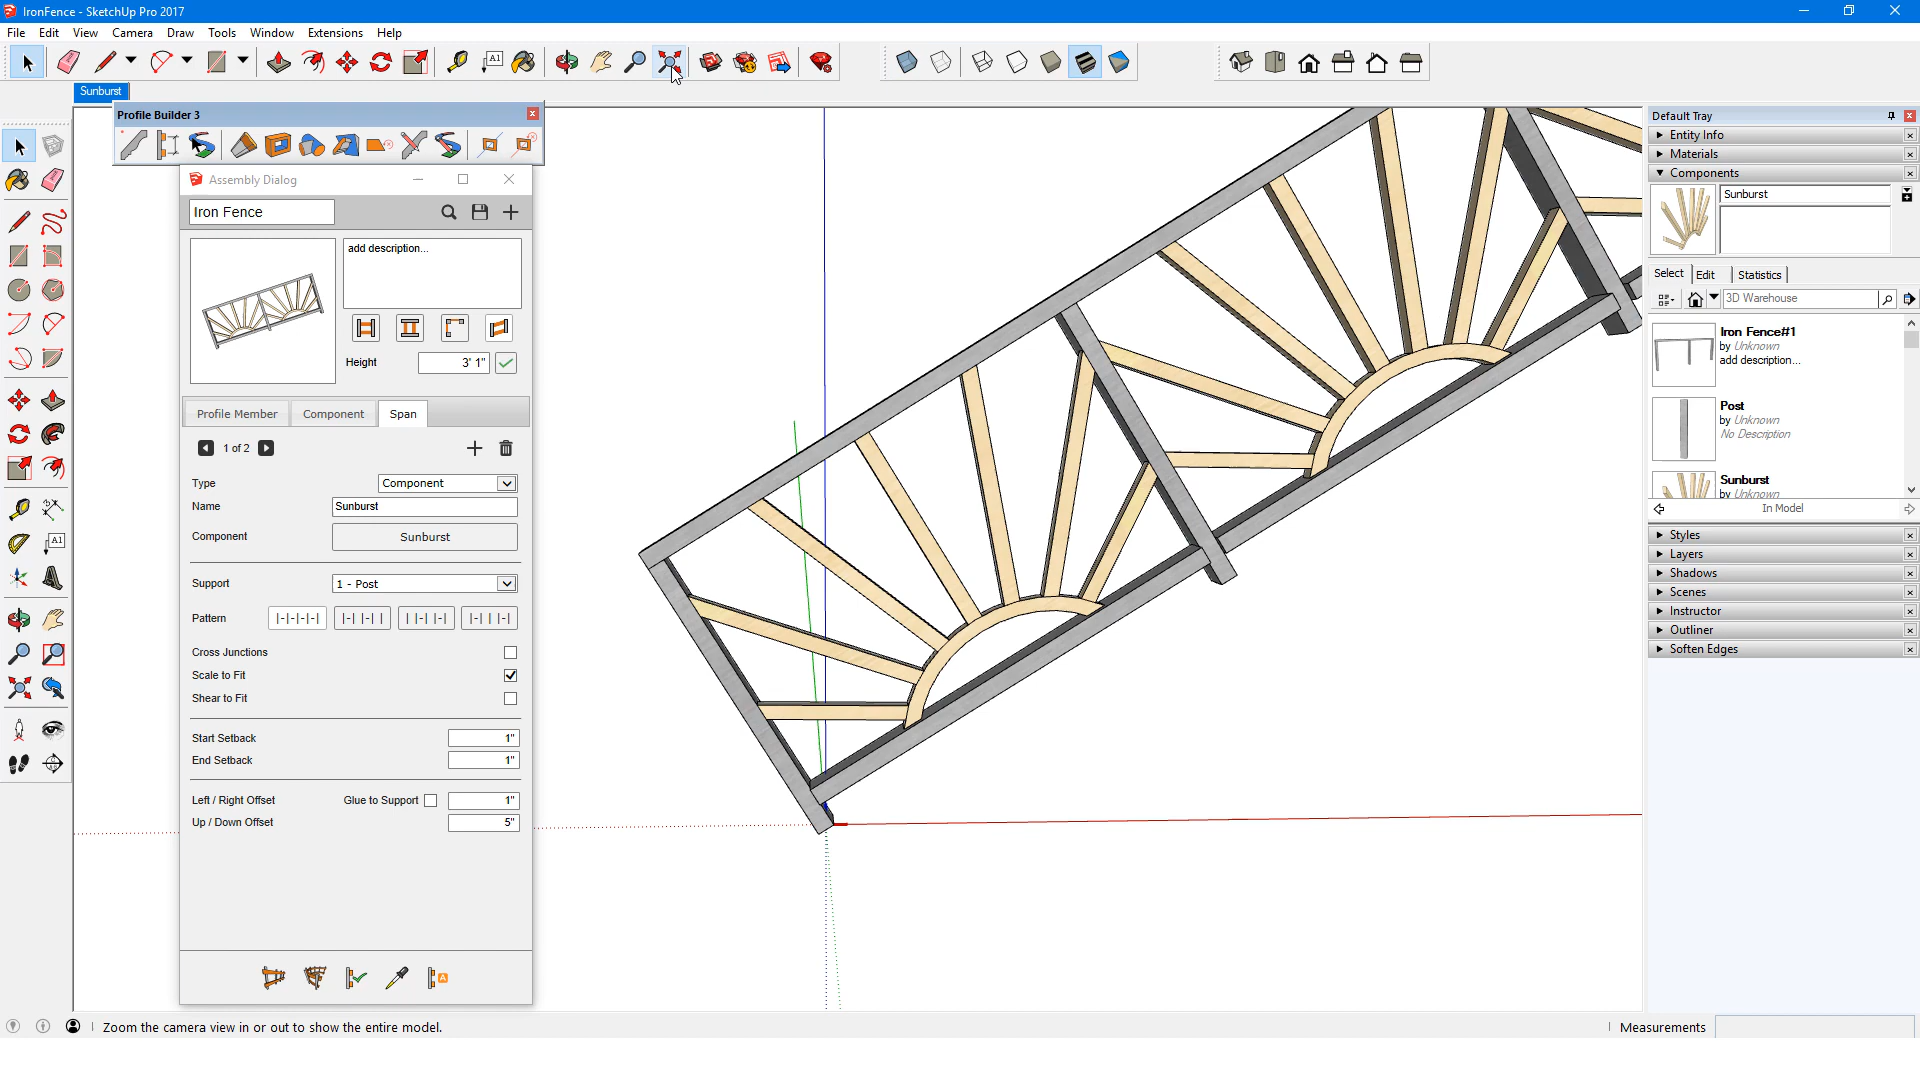 IronFence - SketchUp Pro 2017
File Edit View Camera Draw Tools Window Extensions Help
A1
Sunburst
Profile Builder 3
Assembly Dialog
Iron Fence
add description...
Height 3' 1"
Profile Member Component Span
1 of 2
Type Component
Name Sunburst
Component Sunburst
Support 1 - Post
Pattern |-|-|-| |-| |-| | | |-| |-| |-| | |-|
Cross Junctions
Scale to Fit
Shear to Fit
Start Setback 1"
End Setback 1"
Left / Right Offset Glue to Support 1"
Up / Down Offset 5"
A
A1
Default Tray
Entity Info
Materials
Components
Sunburst
Select Edit Statistics
3D Warehouse
Iron Fence#1
by Unknown
add description...
Post
by Unknown
No Description
Sunburst
by Unknown
In Model
Styles
Layers
Shadows
Scenes
Instructor
Outliner
Soften Edges
Zoom the camera view in or out to show the entire model.
Measurements